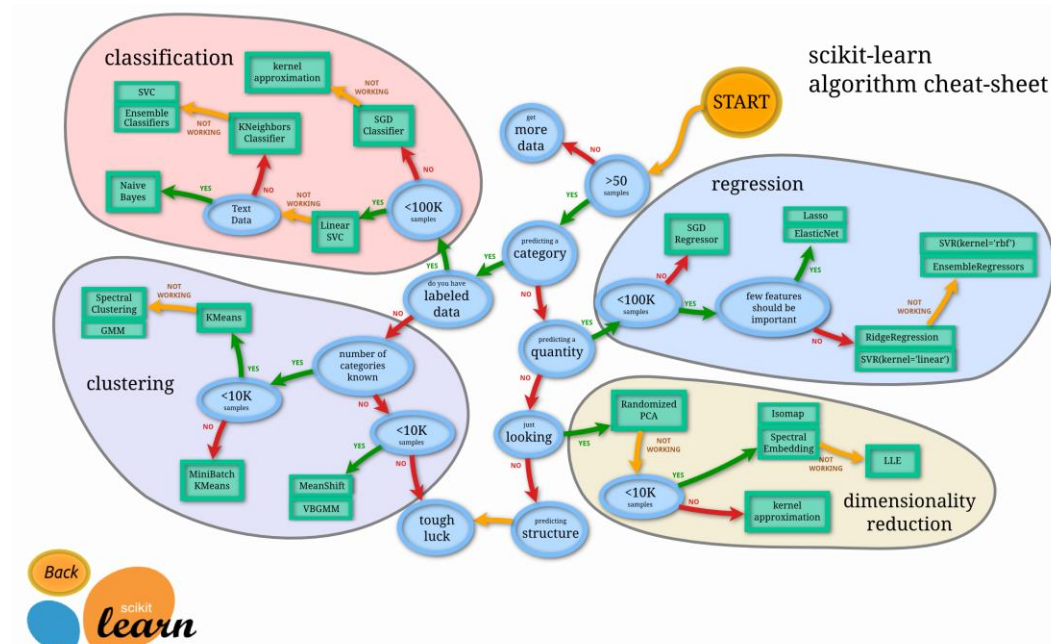 scikit-learn
algorithm cheat-sheet
START
get
more
data
NO
>50
samples
YES
predicting a
category
YES
NO
do you have
labeled
data
YES
NO
predicting a
quantity
YES
NO
just
looking
YES
NO
predicting
structure
tough
luck
classification
kernel
approximation
NOT
WORKING
SGD
Classifier
NO
<100K
samples
YES
Linear
SVC
NOT
WORKING
Text
Data
YES
Naive
Bayes
NO
KNeighbors
Classifier
NOT
WORKING
SVC
Ensemble
Classifiers
clustering
number of
categories
known
YES
NO
<10K
samples
YES
NO
KMeans
NOT
WORKING
Spectral
Clustering
GMM
MiniBatch
KMeans
<10K
samples
YES
NO
MeanShift
VBGMM
regression
<100K
samples
NO
YES
SGD
Regressor
few features
should be
important
YES
NO
Lasso
ElasticNet
RidgeRegression
SVR(kernel='linear')
NOT
WORKING
SVR(kernel='rbf')
EnsembleRegressors
dimensionality
reduction
Randomized
PCA
NOT
WORKING
<10K
samples
YES
NO
Isomap
Spectral
Embedding
NOT
WORKING
LLE
kernel
approximation
Back
scikit
learn